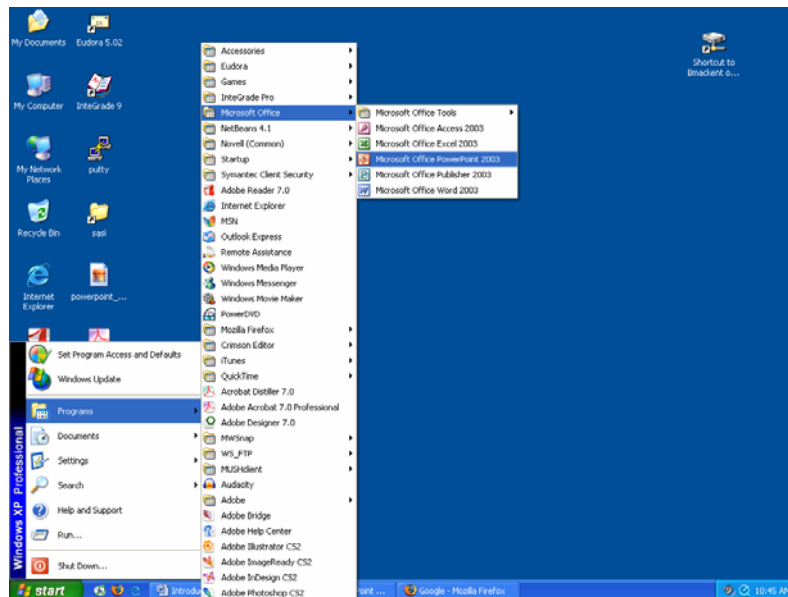 My Documents
Eudora 5.02
My Computer
InteGrade 9
My Network
Places
putty
Recycle Bin
sasi
Internet
Explorer
powerpoint_...
Shortcut to
Bmackent o...
Set Program Access and Defaults
Windows Update
Programs
Documents
Settings
Search
Help and Support
Run...
Shut Down...
Windows XP Professional
Accessories
Eudora
Games
InteGrade Pro
Microsoft Office
NetBeans 4.1
Novell (Common)
Startup
Symantec Client Security
Adobe Reader 7.0
Internet Explorer
MSN
Outlook Express
Remote Assistance
Windows Media Player
Windows Messenger
Windows Movie Maker
PowerDVD
Mozilla Firefox
Crimson Editor
iTunes
QuickTime
Acrobat Distiller 7.0
Adobe Acrobat 7.0 Professional
Adobe Designer 7.0
MWSnap
WS_FTP
MUSHclient
Audacity
Adobe
Adobe Bridge
Adobe Help Center
Adobe Illustrator CS2
Adobe ImageReady CS2
Adobe InDesign CS2
Adobe Photoshop CS2
Microsoft Office Tools
Microsoft Office Access 2003
Microsoft Office Excel 2003
Microsoft Office PowerPoint 2003
Microsoft Office Publisher 2003
Microsoft Office Word 2003
start
Introdu
Google - Mozilla Firefox
10:45 AM